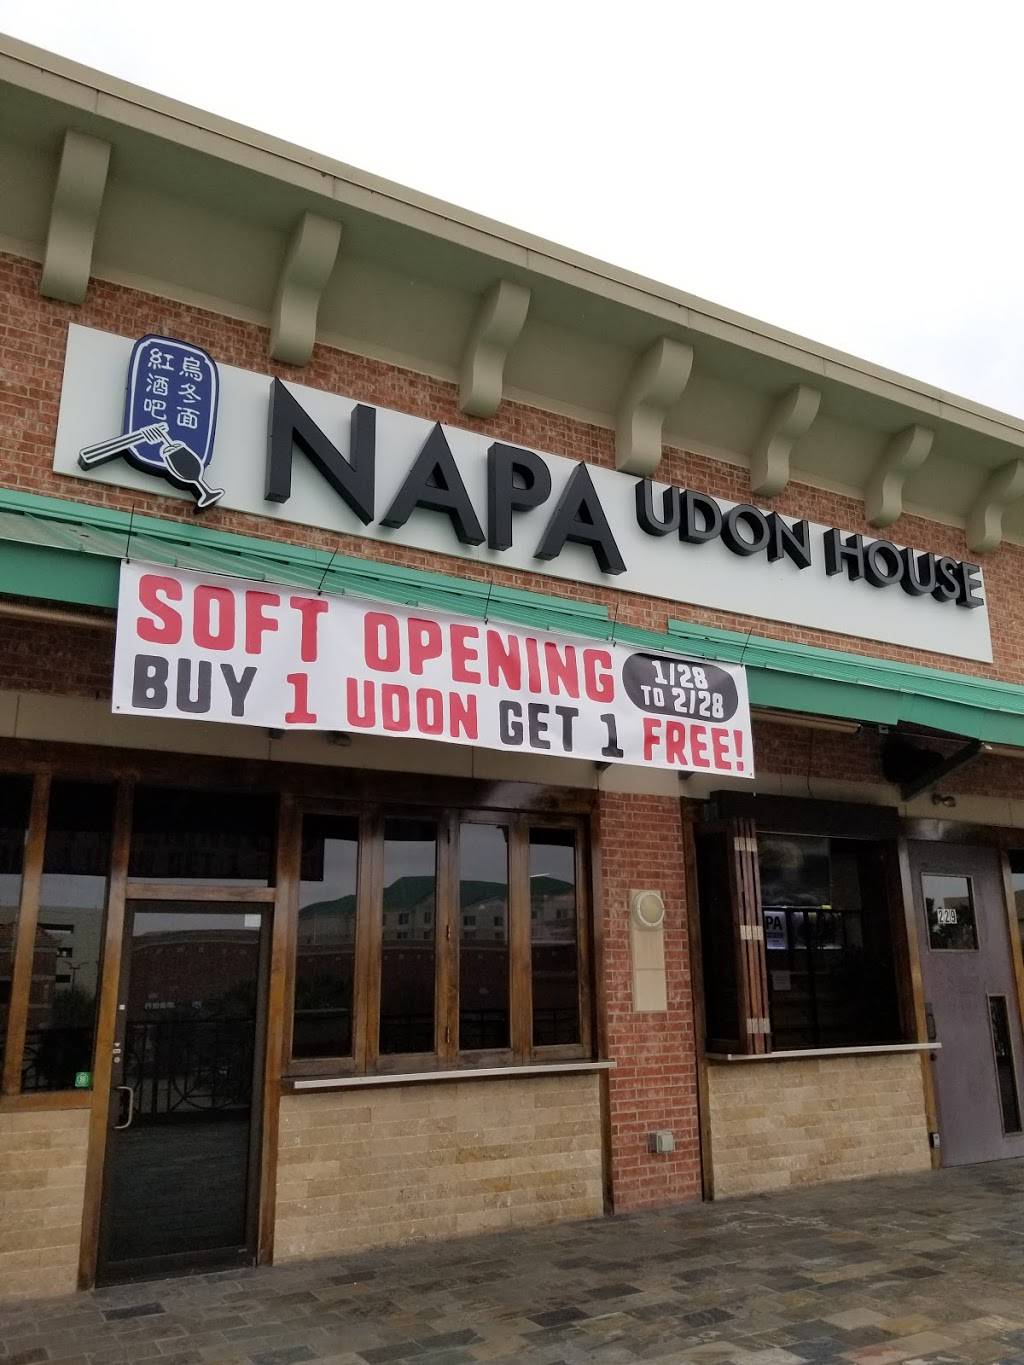 烏冬面
紅酒吧
NAPA UDON HOUSE
SOFT OPENING 1/28
TO 2/28
BUY 1 UDON GET 1 FREE!
229
PA